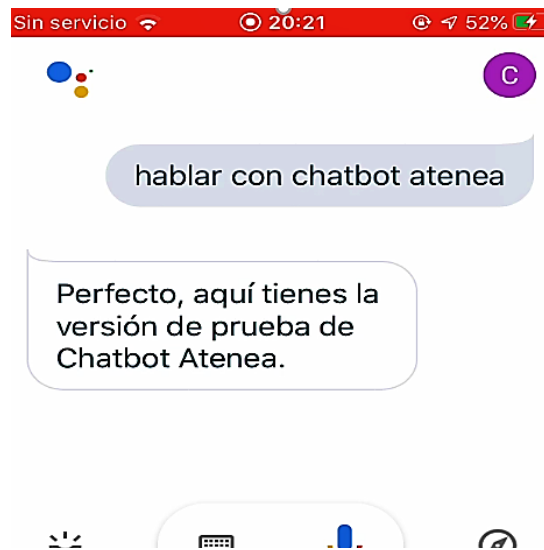 Sin servicio 20:21 52%
C
hablar con chatbot atenea
Perfecto, aquí tienes la
versión de prueba de
Chatbot Atenea.